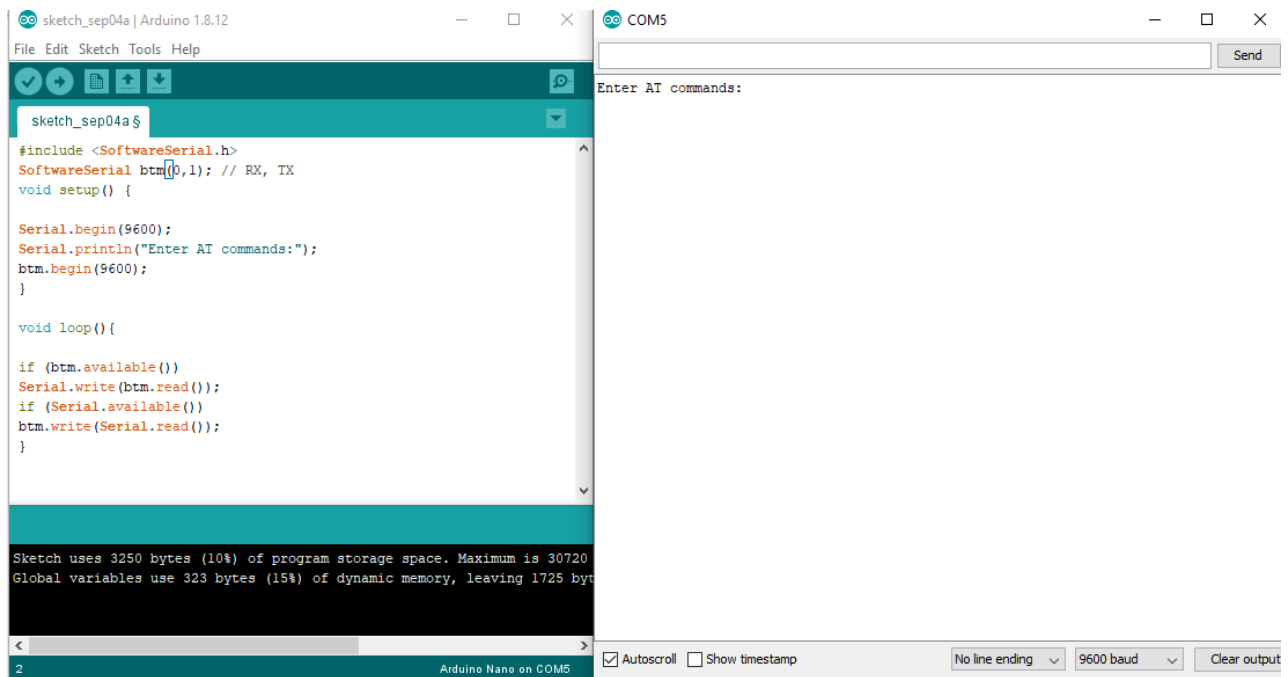 sketch_sep04a | Arduino 1.8.12
File Edit Sketch Tools Help
sketch_sep04a §
#include <SoftwareSerial.h>
SoftwareSerial btm(0,1); // RX, TX
void setup() {
Serial.begin(9600);
Serial.println("Enter AT commands:");
btm.begin(9600);
}
void loop(){
if (btm.available())
Serial.write(btm.read());
if (Serial.available())
btm.write(Serial.read());
}
Sketch uses 3250 bytes (10%) of program storage space. Maximum is 30720
Global variables use 323 bytes (15%) of dynamic memory, leaving 1725 byt
2
Arduino Nano on COM5
COM5
Send
Enter AT commands:
Autoscroll Show timestamp
No line ending
9600 baud
Clear output